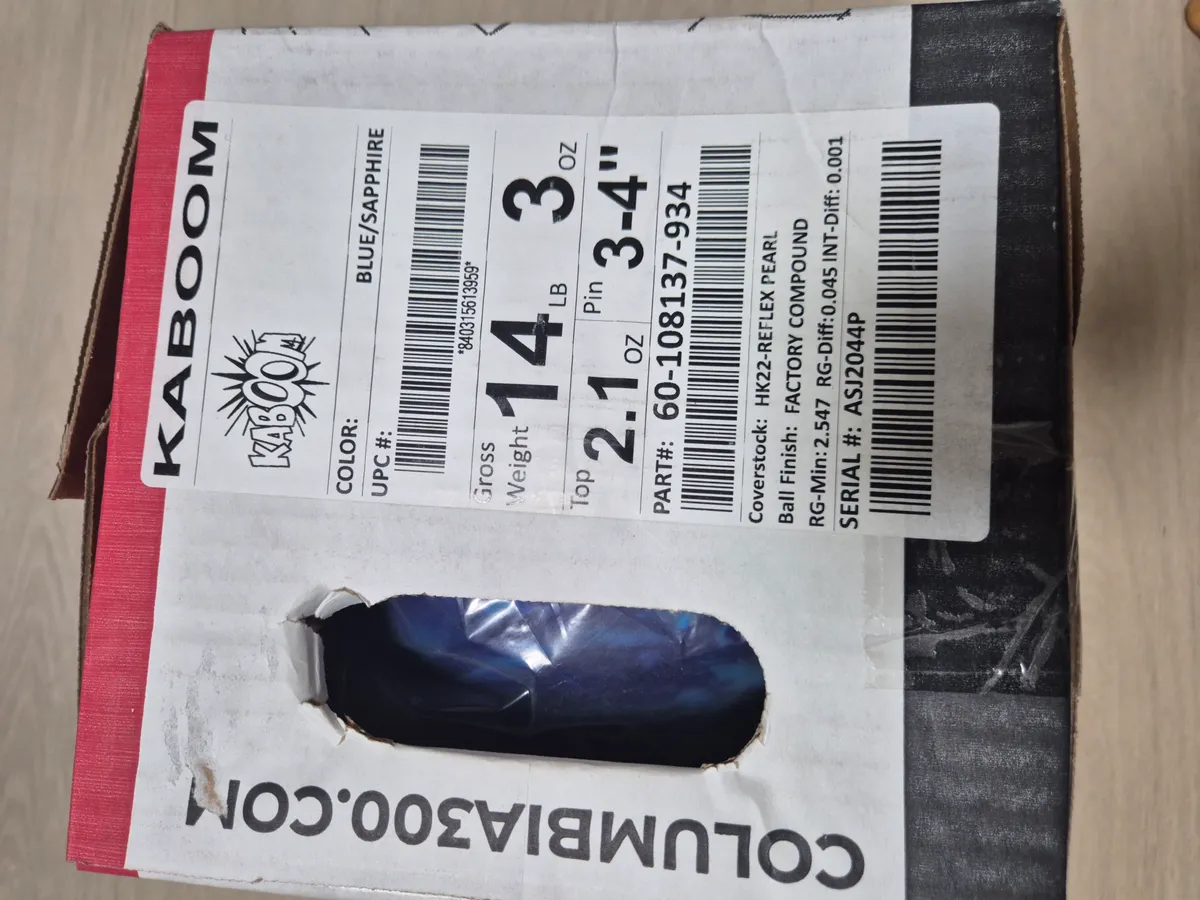 KABOOM
KABOOM
COLOR: BLUE/SAPPHIRE
UPC #:
*840315613959*
Gross Weight 14 LB 3 OZ
Top 2.1 OZ Pin 3-4"
PART#: 60-108137-934
Coverstock: HK22-REFLEX PEARL
Ball Finish: FACTORY COMPOUND
RG-Min: 2.547 RG-Diff:0.045 INT-Diff: 0.001
SERIAL #: ASJ2044P
COLUMBIA300.COM